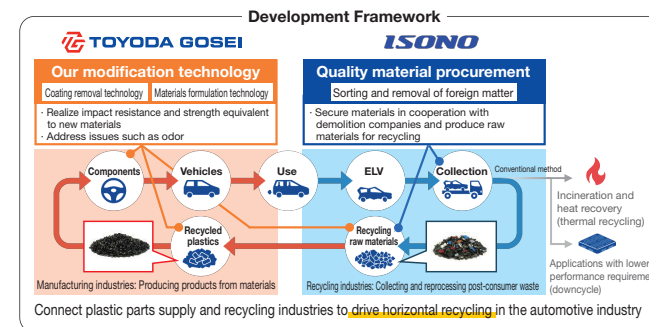 Development Framework
TOYODA GOSEI
ISONO
Our modification technology
Coating removal technology
Materials formulation technology
· Realize impact resistance and strength equivalent
to new materials
· Address issues such as odor
Quality material procurement
Sorting and removal of foreign matter
· Secure materials in cooperation with
demolition companies and produce raw
materials for recycling
Components
Vehicles
Use
ELV
Collection
Conventional method
Incineration and
heat recovery
(thermal recycling)
Recycled
plastics
Recycling
raw materials
Applications with lower
performance requireme
(downcycle)
Manufacturing industries: Producing products from materials
Recycling industries: Collecting and reprocessing post-consumer waste
Connect plastic parts supply and recycling industries to drive horizontal recycling in the automotive industry